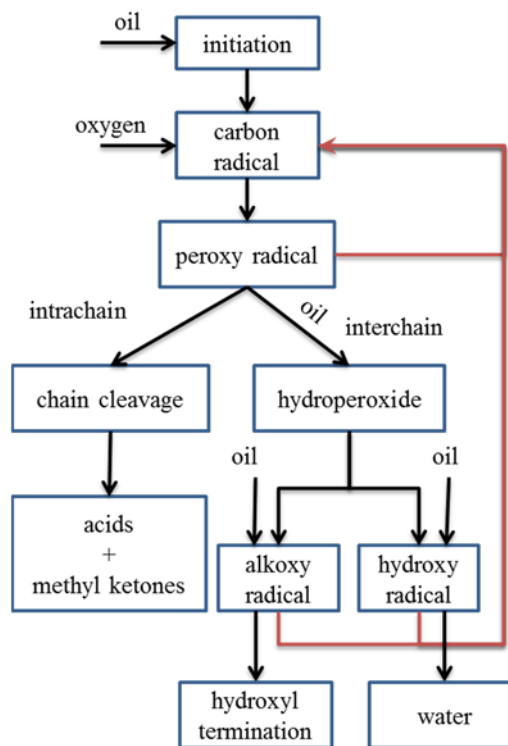 oil
initiation
oxygen
carbon
radical
peroxy radical
intrachain
oil
interchain
chain cleavage
hydroperoxide
oil
oil
acids
+
methyl ketones
alkoxy
radical
hydroxy
radical
hydroxyl
termination
water